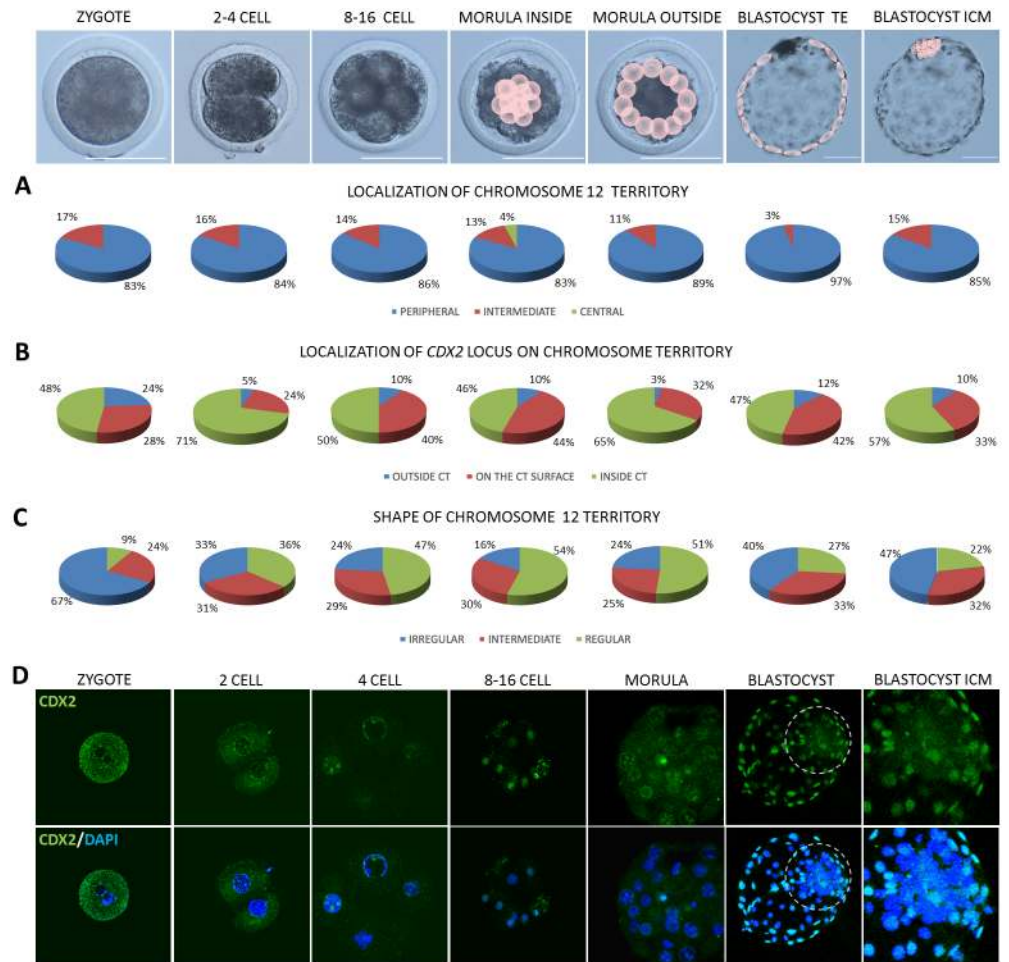 ZYGOTE 2-4 CELL 8-16 CELL MORULA INSIDE MORULA OUTSIDE BLASTOCYST TE BLASTOCYST ICM
A
LOCALIZATION OF CHROMOSOME 12 TERRITORY
17% 16% 14% 13% 4% 11% 3% 15%
83% 84% 86% 83% 89% 97% 85%
PERIPHERAL INTERMEDIATE CENTRAL
B
LOCALIZATION OF CDX2 LOCUS ON CHROMOSOME TERRITORY
48% 24% 5% 24% 10% 46% 10% 3% 32% 47% 12% 10%
28% 71% 50% 40% 44% 65% 42% 57% 33%
OUTSIDE CT ON THE CT SURFACE INSIDE CT
C
SHAPE OF CHROMOSOME 12 TERRITORY
9% 24% 33% 36% 24% 47% 16% 54% 24% 51% 40% 27% 47% 22%
67% 31% 29% 30% 25% 33% 32%
IRREGULAR INTERMEDIATE REGULAR
D
ZYGOTE 2 CELL 4 CELL 8-16 CELL MORULA BLASTOCYST BLASTOCYST ICM
CDX2
CDX2/DAPI